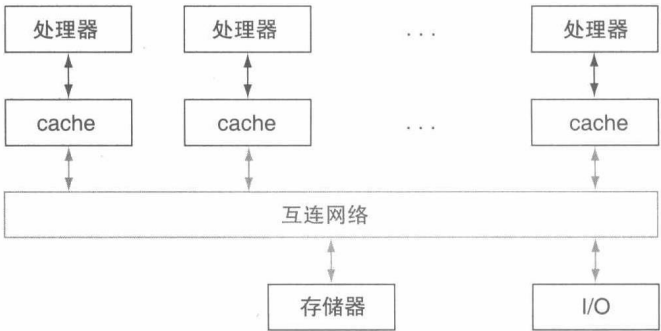 处理器 处理器 ... 处理器
cache cache ... cache
互连网络
存储器 I/O